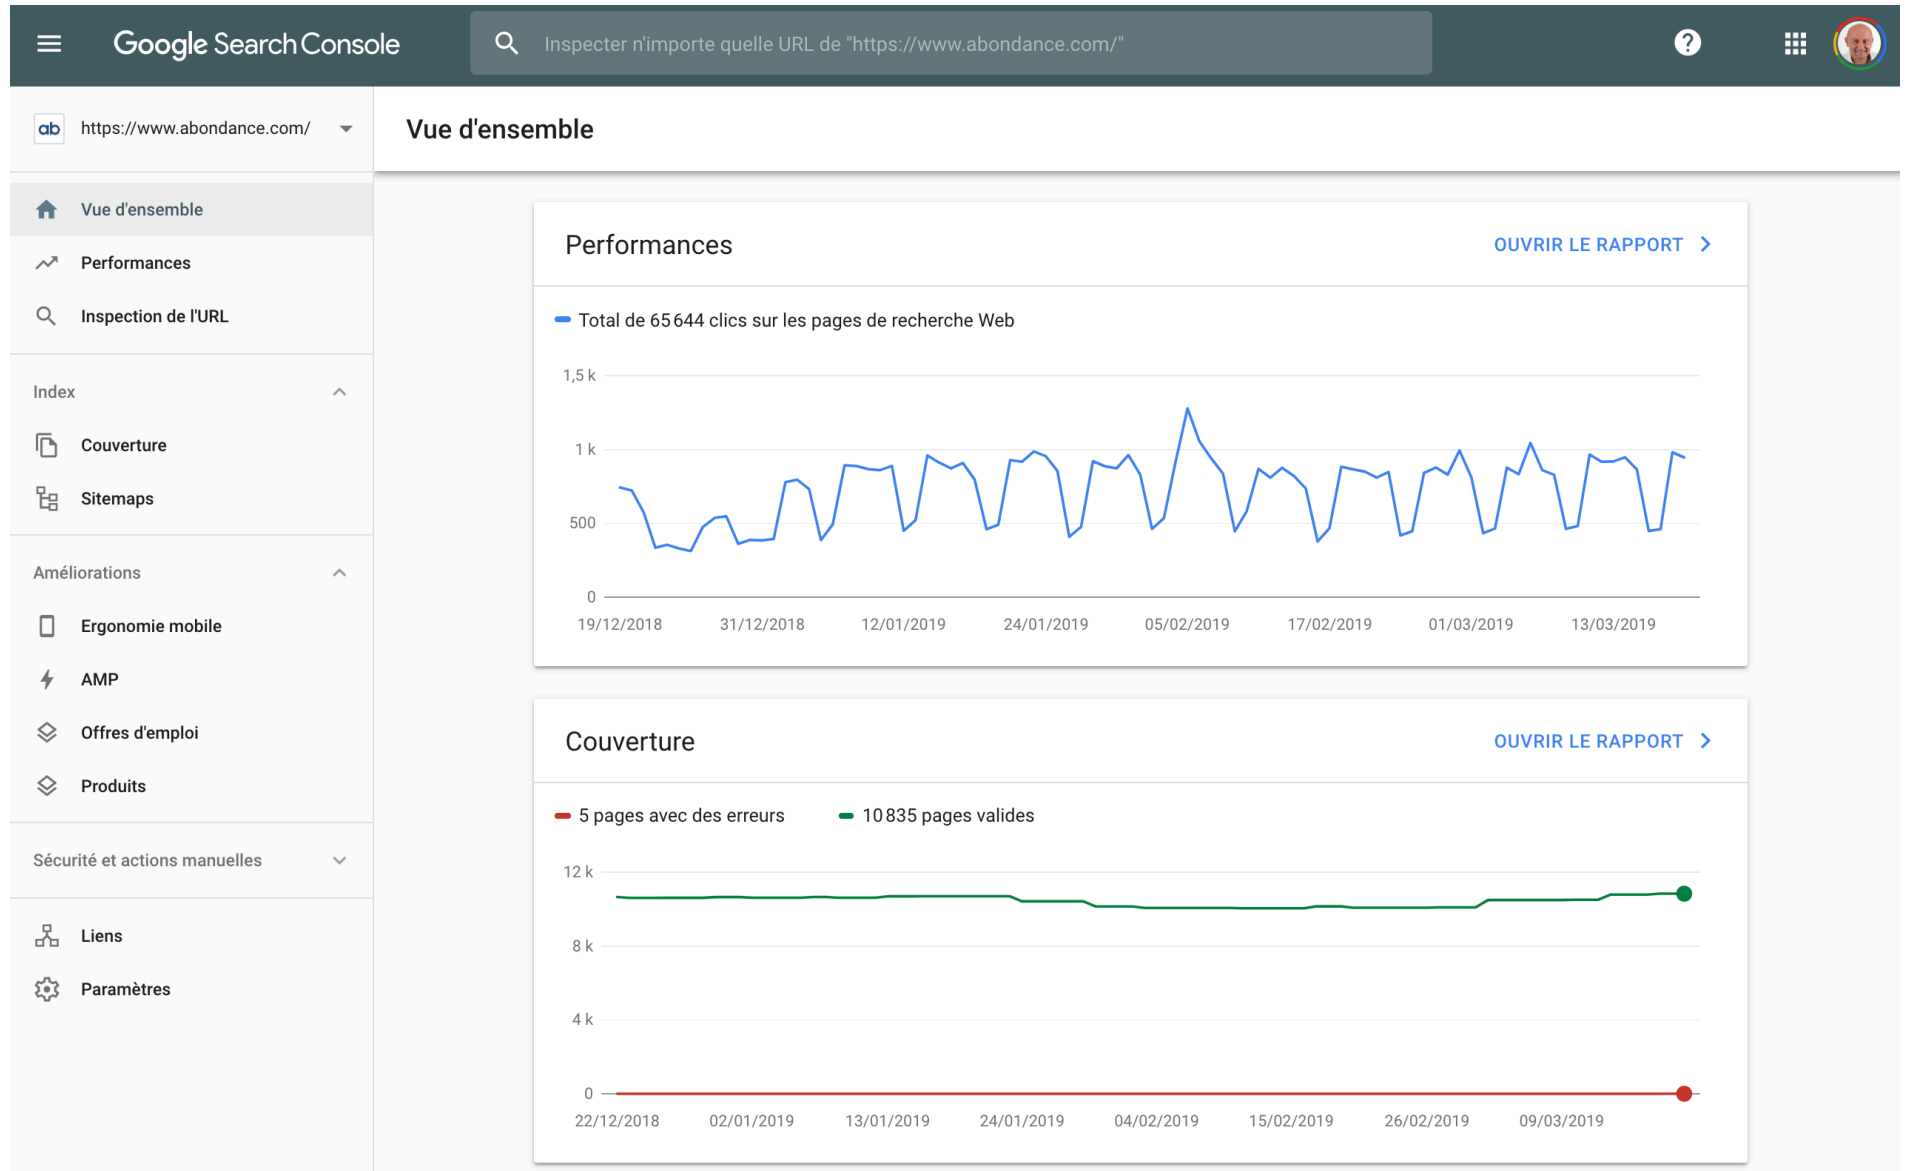 Google Search Console
Inspecter n'importe quelle URL de "https://www.abondance.com/"
?
ab
https://www.abondance.com/
Vue d'ensemble
Vue d'ensemble
Performances
Inspection de l'URL
Index
Couverture
Sitemaps
Améliorations
Ergonomie mobile
AMP
Offres d'emploi
Produits
Sécurité et actions manuelles
Liens
Paramètres
Performances
OUVRIR LE RAPPORT
Total de 65 644 clics sur les pages de recherche Web
1,5 k
1 k
500
0
19/12/2018 31/12/2018 12/01/2019 24/01/2019 05/02/2019 17/02/2019 01/03/2019 13/03/2019
Couverture
OUVRIR LE RAPPORT
5 pages avec des erreurs 10 835 pages valides
12 k
8 k
4 k
0
22/12/2018 02/01/2019 13/01/2019 24/01/2019 04/02/2019 15/02/2019 26/02/2019 09/03/2019